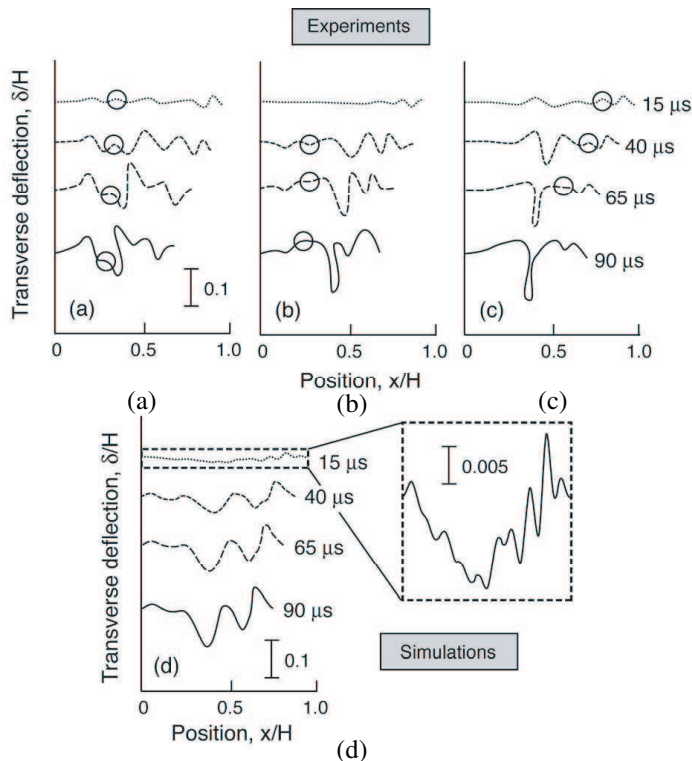 Experiments
Transverse deflection, δ/H
15 μs
40 μs
65 μs
90 μs
0.1
(a)
(b)
(c)
0 0.5 1.0
0 0.5 1.0
0 0.5 1.0
Position, x/H
(a)
(b)
(c)
Transverse deflection, δ/H
15 μs
40 μs
65 μs
90 μs
0.005
0.1
(d)
Simulations
0 0.5 1.0
Position, x/H
(d)